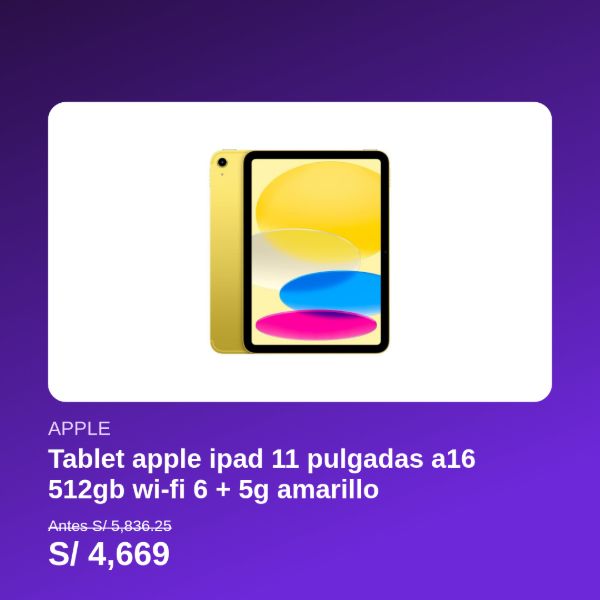 APPLE
Tablet apple ipad 11 pulgadas a16
512gb wi-fi 6 + 5g amarillo
Antes S/ 5,836.25
S/ 4,669